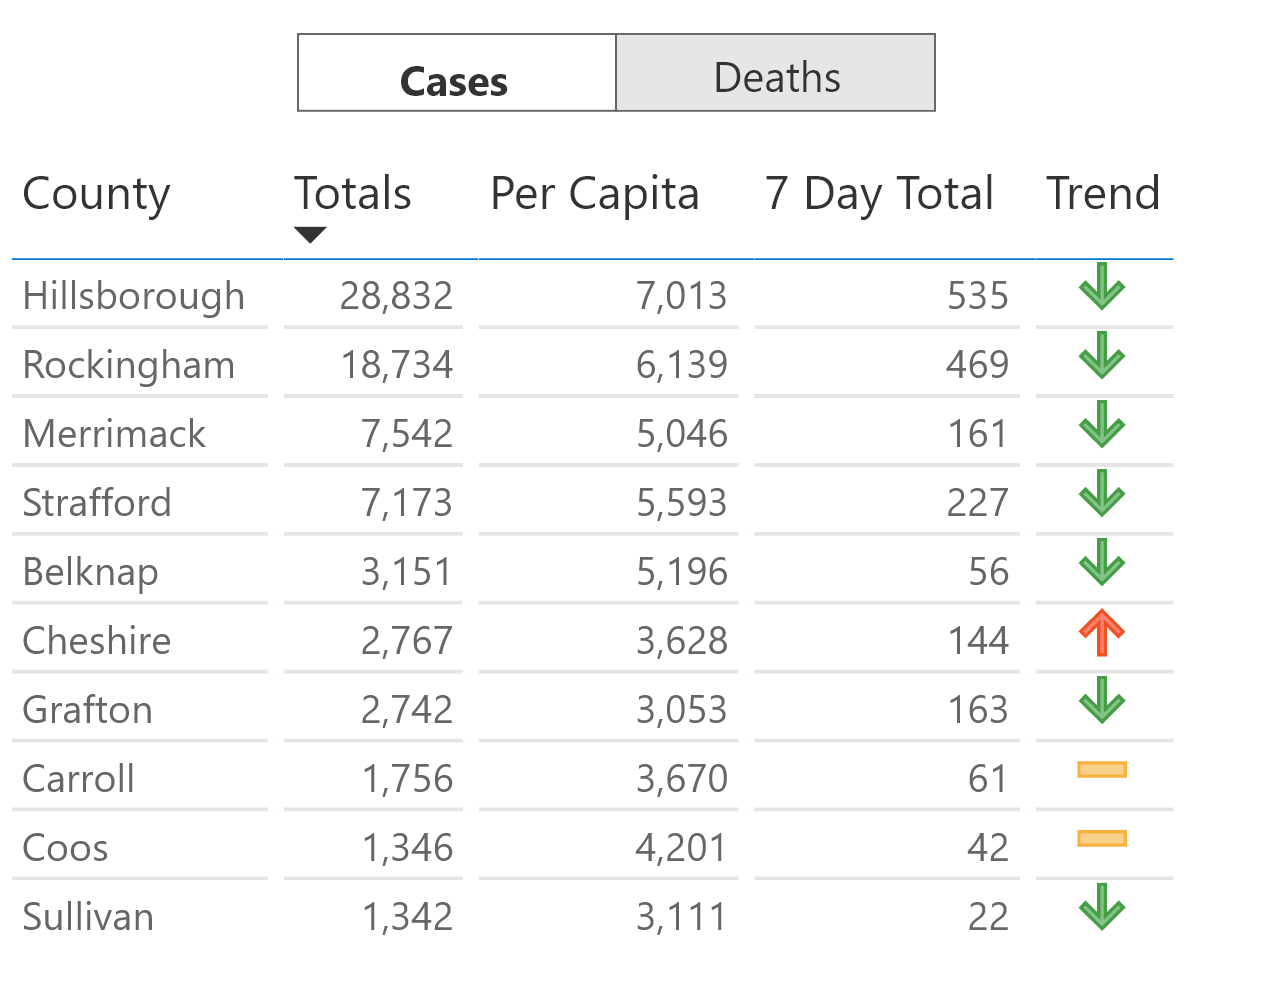 Cases Deaths
County Totals Per Capita 7 Day Total Trend
Hillsborough 28,832 7,013 535
Rockingham 18,734 6,139 469
Merrimack 7,542 5,046 161
Strafford 7,173 5,593 227
Belknap 3,151 5,196 56
Cheshire 2,767 3,628 144
Grafton 2,742 3,053 163
Carroll 1,756 3,670 61
Coos 1,346 4,201 42
Sullivan 1,342 3,111 22